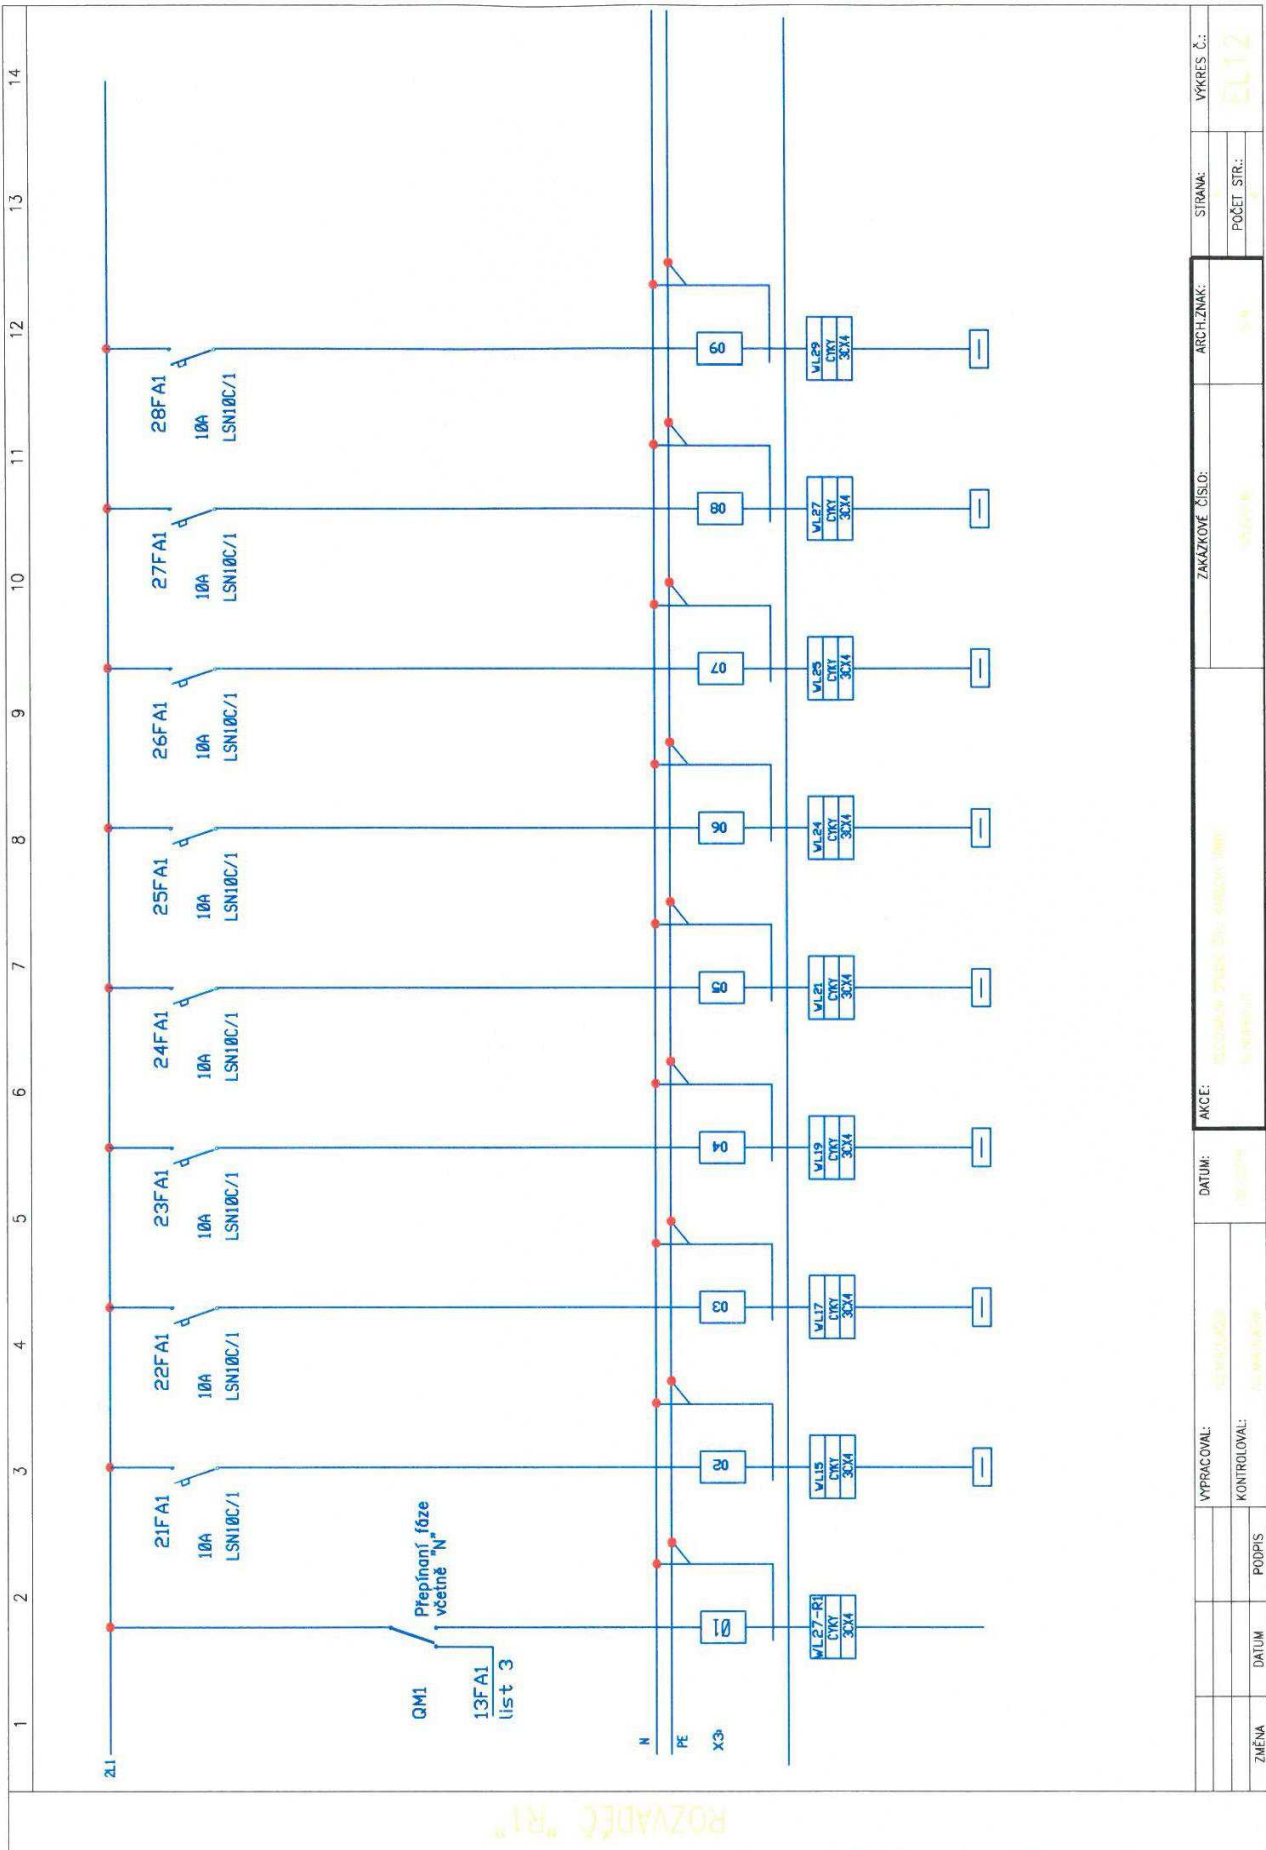 1 2 3 4 5 6 7 8 9 10 11 12 13 14
2L1
21FA1
10A
LSN10C/1
22FA1
10A
LSN10C/1
23FA1
10A
LSN10C/1
24FA1
10A
LSN10C/1
25FA1
10A
LSN10C/1
26FA1
10A
LSN10C/1
27FA1
10A
LSN10C/1
28FA1
10A
LSN10C/1
QM1
Přepínaní fáze
včetně "N"
13FA1
list 3
N
PE
X3:
01
02
03
04
05
06
07
08
09
WL27-R1
CYKY
3CX4
WL15
CYKY
3CX4
WL17
CYKY
3CX4
WL19
CYKY
3CX4
WL21
CYKY
3CX4
WL24
CYKY
3CX4
WL25
CYKY
3CX4
WL27
CYKY
3CX4
WL29
CYKY
3CX4
ROZVADĚČ "R1"
ZMĚNA
DATUM
PODPIS
VYPRACOVAL:
KONTROLOVAL:
DATUM:
AKCE:
ZAKÁZKOVÉ ČÍSLO:
ARCH.ZNAK:
STRANA:
POČET STR.:
VÝKRES Č.:
EL12